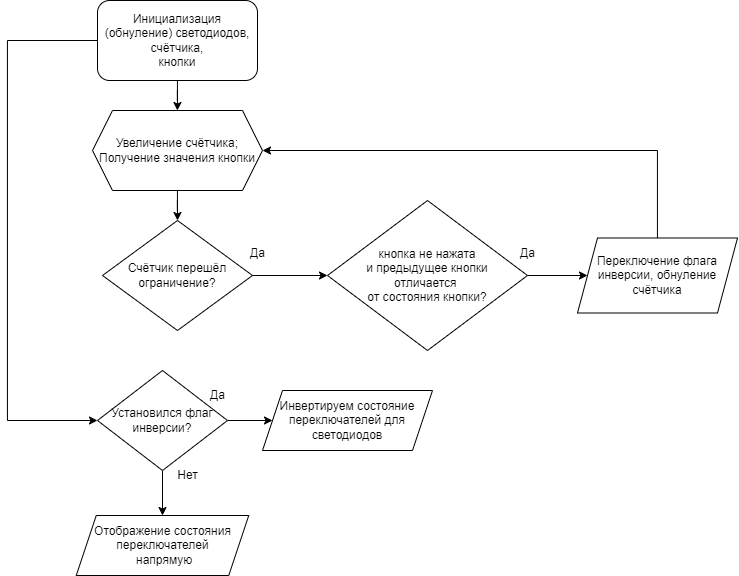 Инициализация
(обнуление) светодиодов,
счётчика,
кнопки
Увеличение счётчика;
Получение значения кнопки
Счётчик перешёл
ограничение?
Да
кнопка не нажата
и предыдущее кнопки
отличается
от состояния кнопки?
Да
Переключение флага
инверсии, обнуление
счётчика
Установился флаг
инверсии?
Да
Инвертируем состояние
переключателей для
светодиодов
Нет
Отображение состояния
переключателей
напрямую